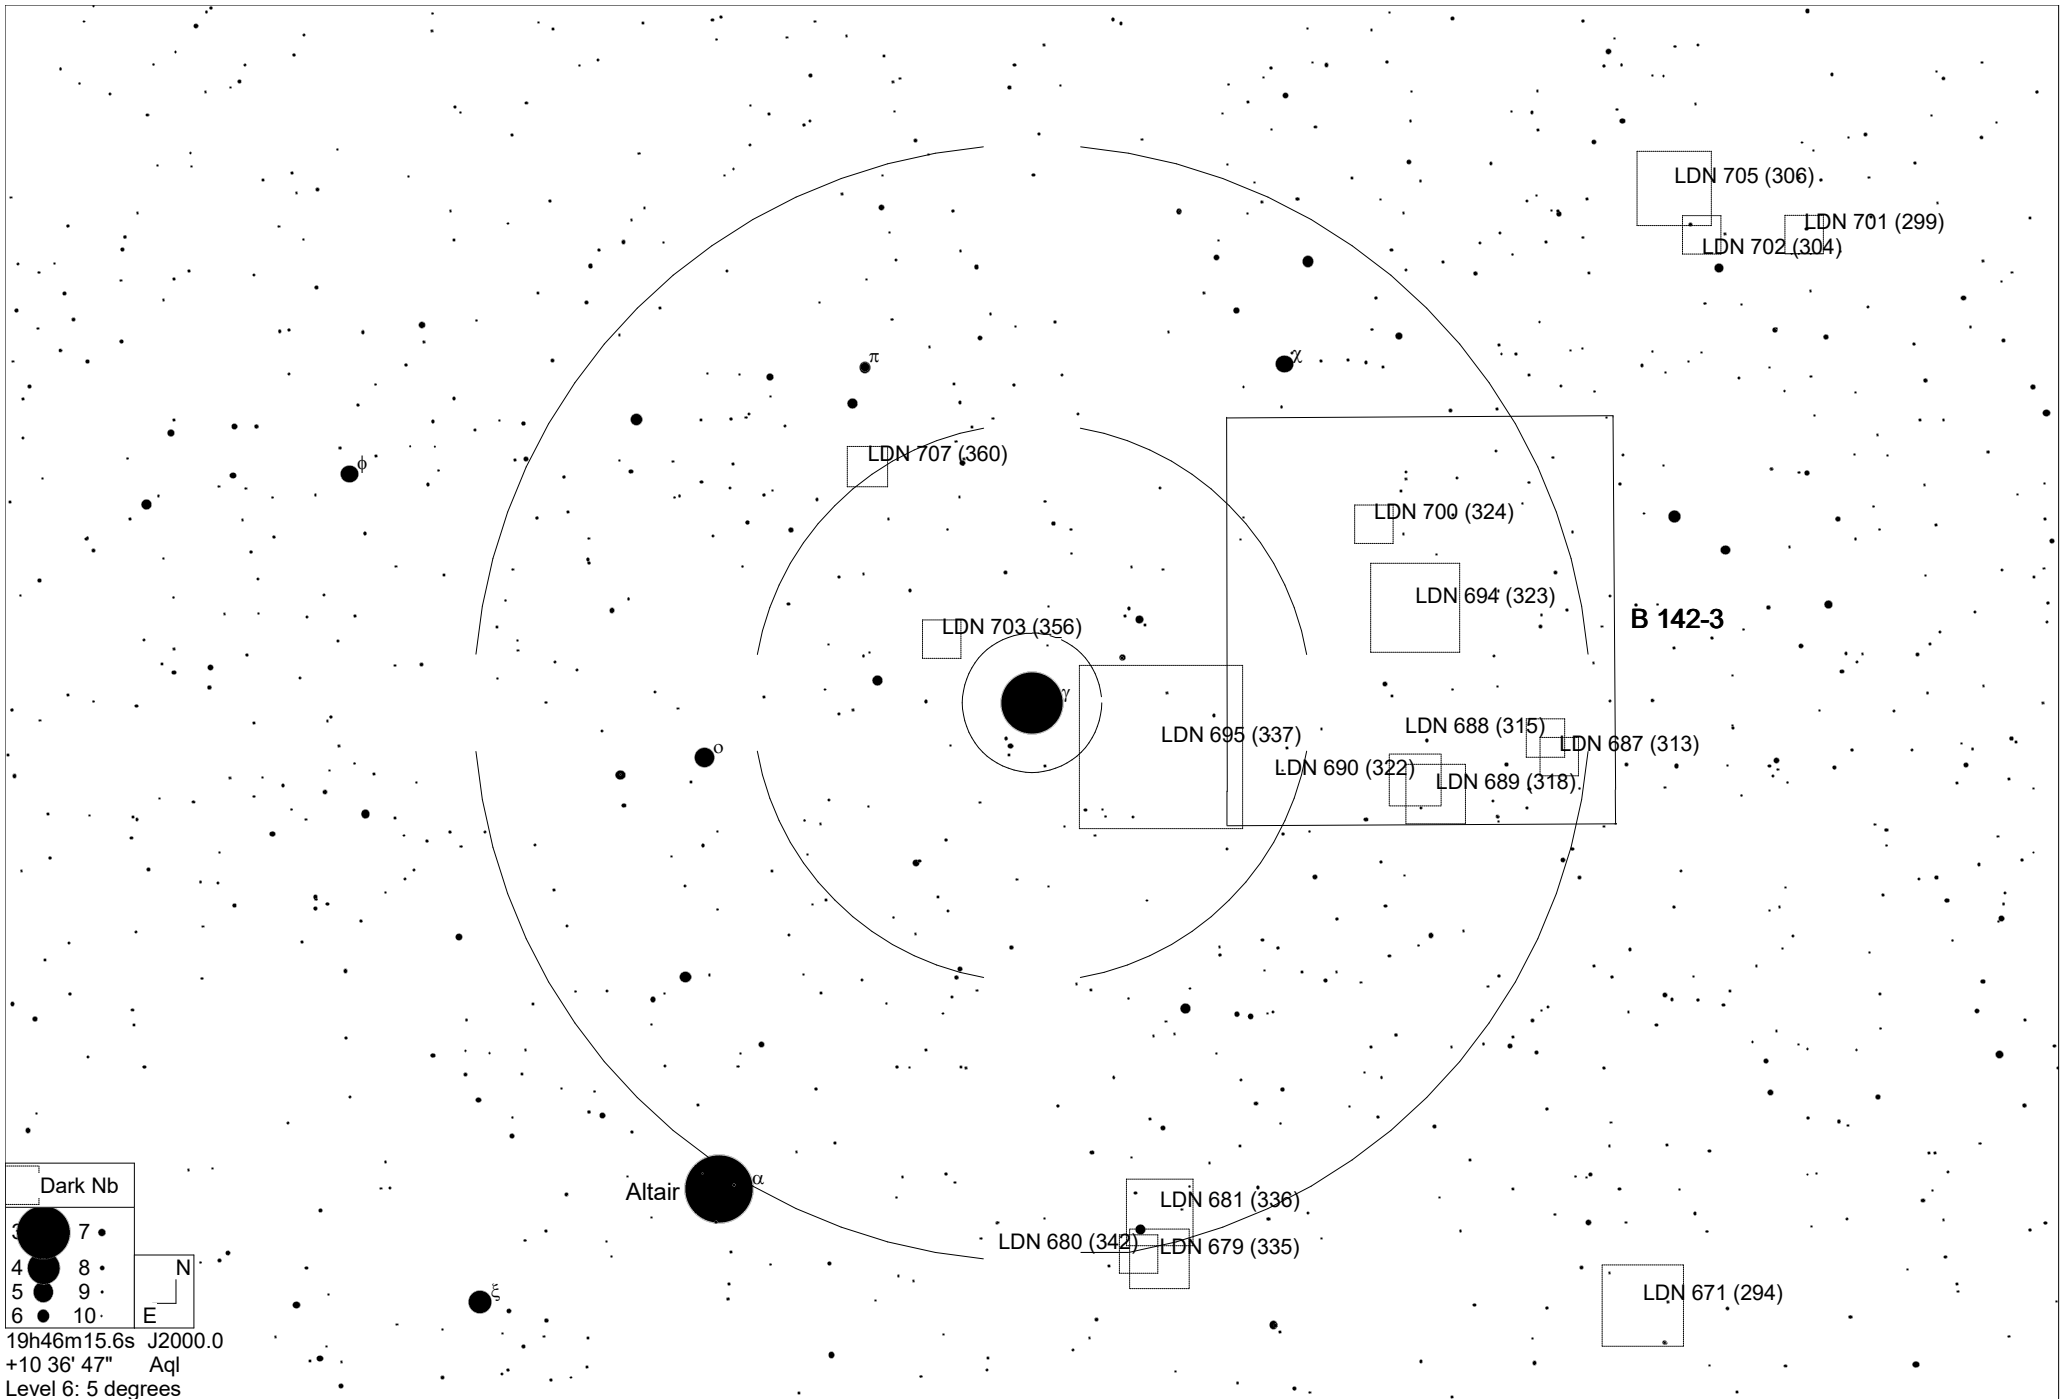 LDN 705 (306)
LDN 701 (299)
LDN 702 (304)
π
χ
LDN 707 (360)
ϕ
LDN 700 (324)
LDN 694 (323)
B 142-3
LDN 703 (356)
γ
LDN 688 (315)
LDN 695 (337)
LDN 687 (313)
ο
LDN 690 (322)
LDN 689 (318)
Altair
α
LDN 681 (336)
LDN 680 (342)
LDN 679 (335)
ξ
LDN 671 (294)
Dark Nb
3 7
4 8
5 9
6 10
N
E
19h46m15.6s J2000.0
+10 36' 47" Aql
Level 6: 5 degrees